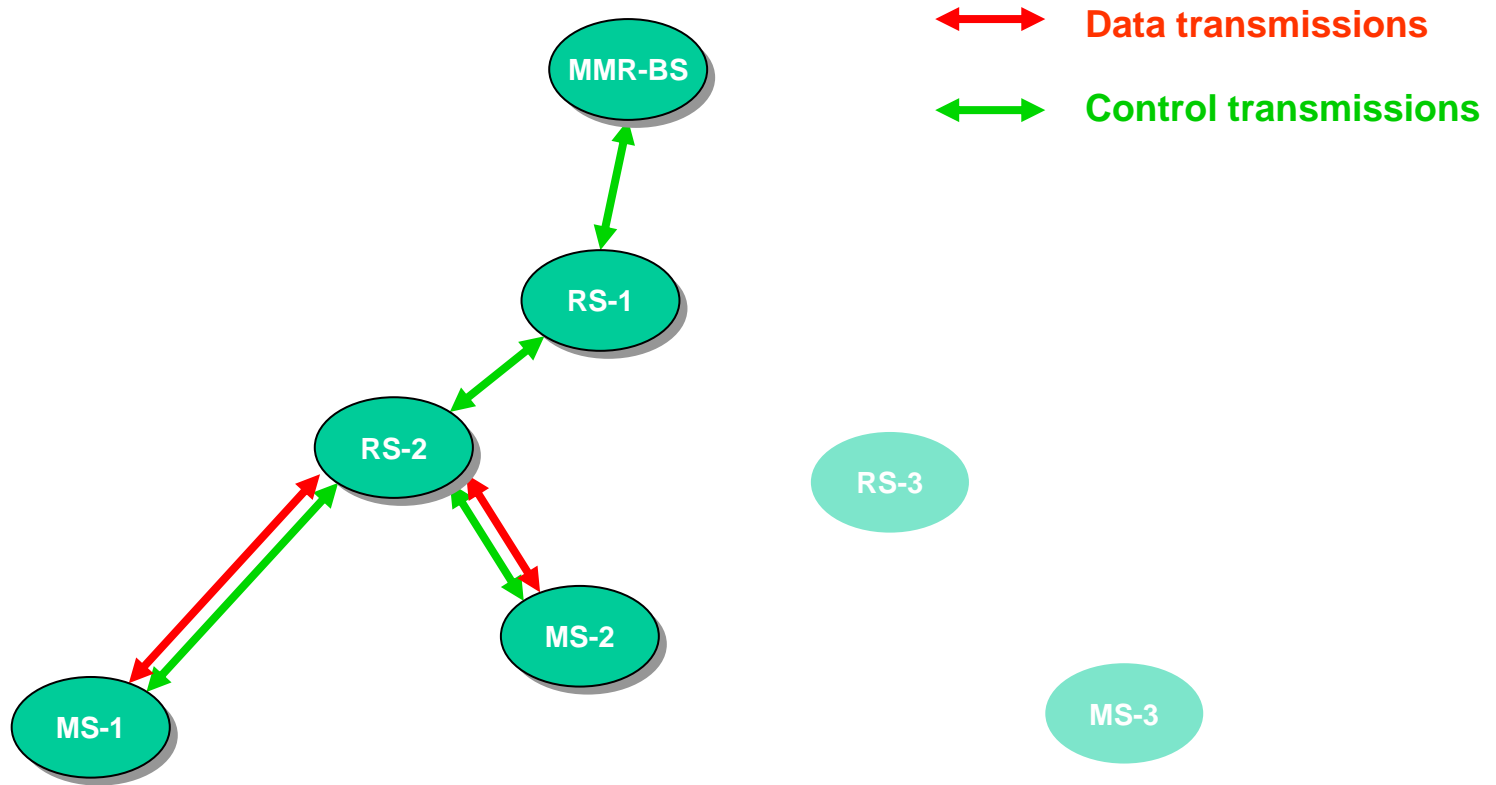 Data transmissions
MMR-BS
Control transmissions
RS-1
RS-2
RS-3
MS-2
MS-3
MS-1